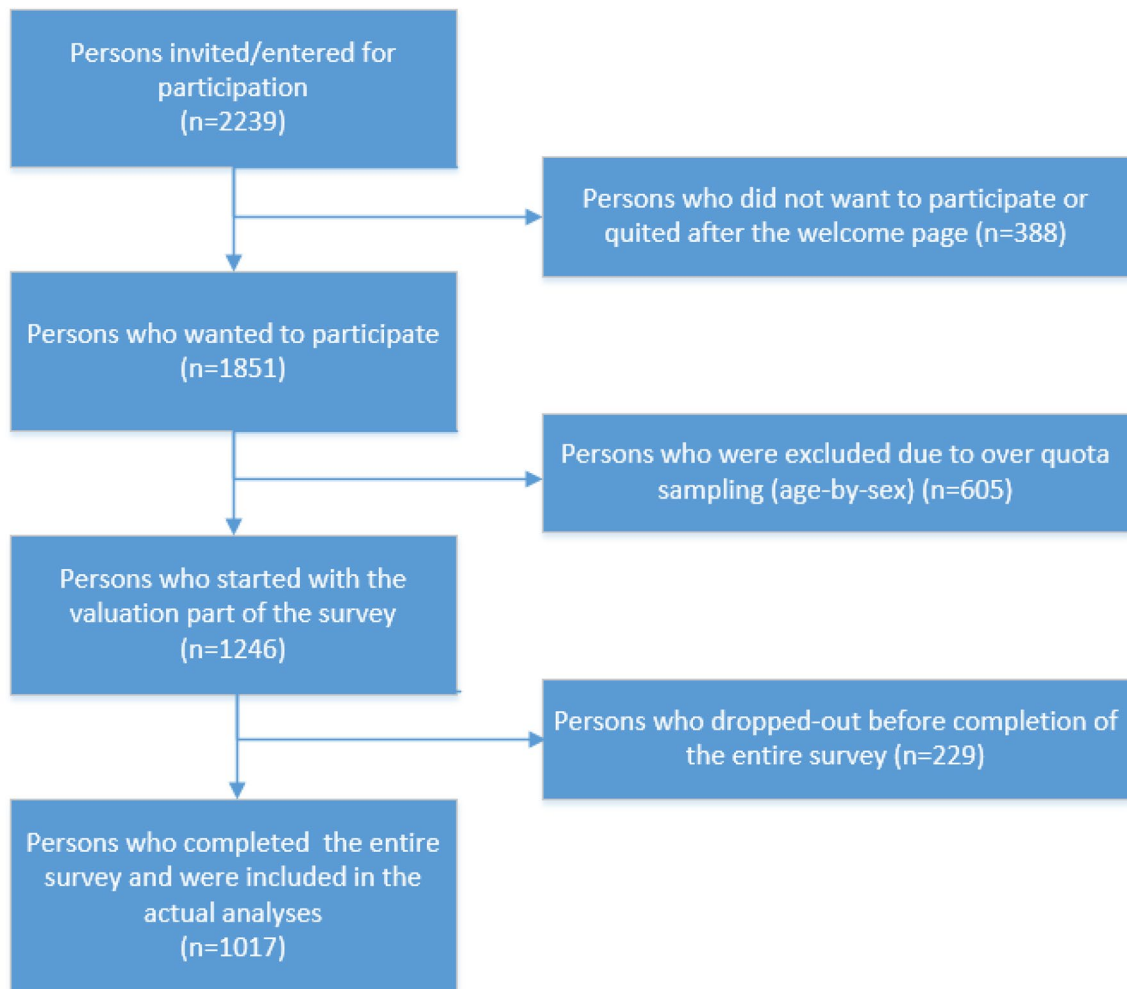 Persons invited/entered for
participation
(n=2239)
Persons who did not want to participate or
quited after the welcome page (n=388)
Persons who wanted to participate
(n=1851)
Persons who were excluded due to over quota
sampling (age-by-sex) (n=605)
Persons who started with the
valuation part of the survey
(n=1246)
Persons who dropped-out before completion of
the entire survey (n=229)
Persons who completed  the entire
survey and were included in the
actual analyses
(n=1017)